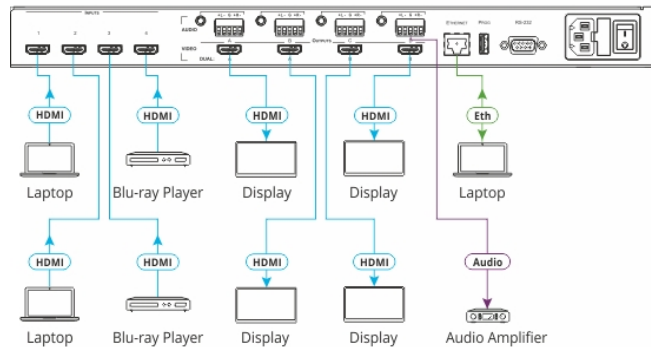 INPUTS
+L- G +R-
+L- G +R-
+L- G +R-
+L- G +R-
AUDIO
ETHERNET
PROG
RS-232
1
2
3
4
VIDEO
OUTPUTS
DUAL:
A
B
C
HDMI
HDMI
HDMI
HDMI
Eth
Laptop
Blu-ray Player
Display
Display
Laptop
HDMI
HDMI
HDMI
HDMI
Audio
Laptop
Blu-ray Player
Display
Display
Audio Amplifier